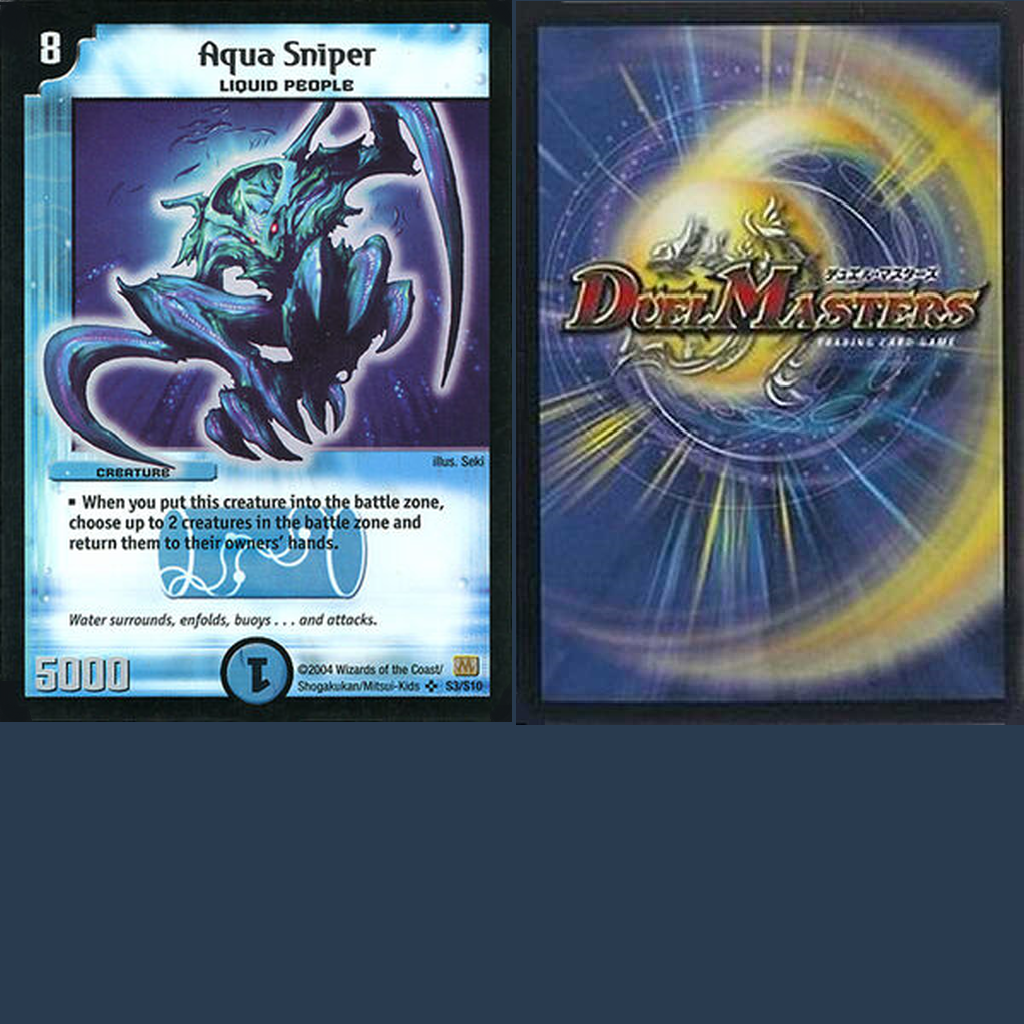 8
Aqua Sniper
LIQUID PEOPLE
CREATURE
illus. Seki
▪ When you put this creature into the battle zone,
choose up to 2 creatures in the battle zone and
return them to their owners' hands.
Water surrounds, enfolds, buoys . . . and attacks.
5000
1
©2004 Wizards of the Coast/
Shogakukan/Mitsui-Kids S3/S10
デュエル・マスターズ
DUEL MASTERS
TRADING CARD GAME